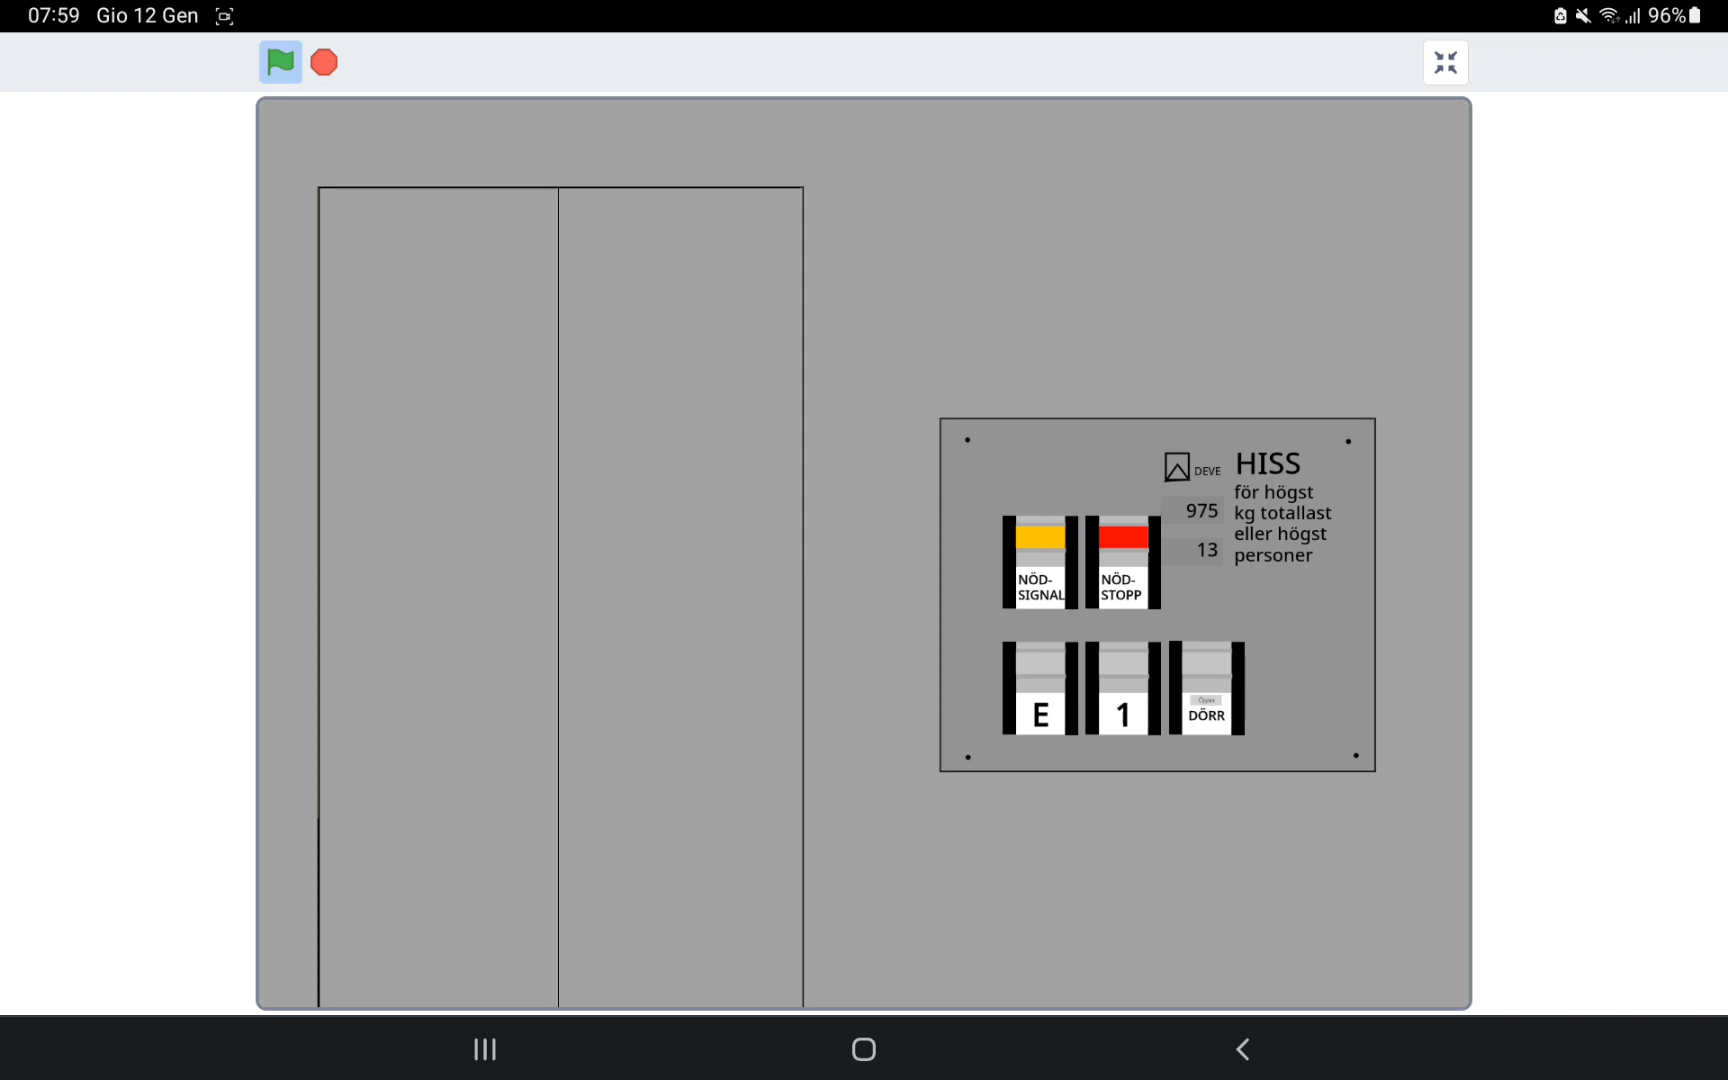 07:59 Gio 12 Gen 96%
DEVE HISS
för högst
975 kg totallast
eller högst
13 personer
NÖD-
SIGNAL
NÖD-
STOPP
E
1
Öppna
DÖRR